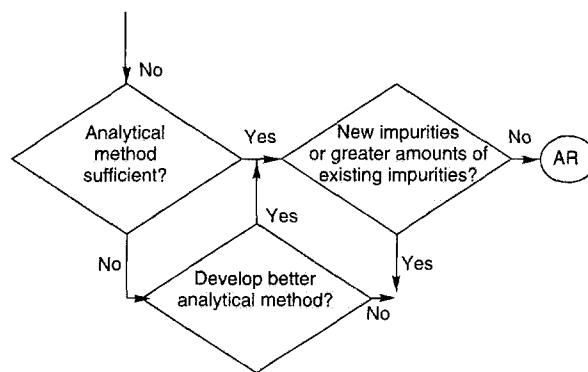 No
Analytical
method
sufficient?
Yes
New impurities
or greater amounts of
existing impurities?
No
AR
Yes
No
Yes
Develop better
analytical method?
No